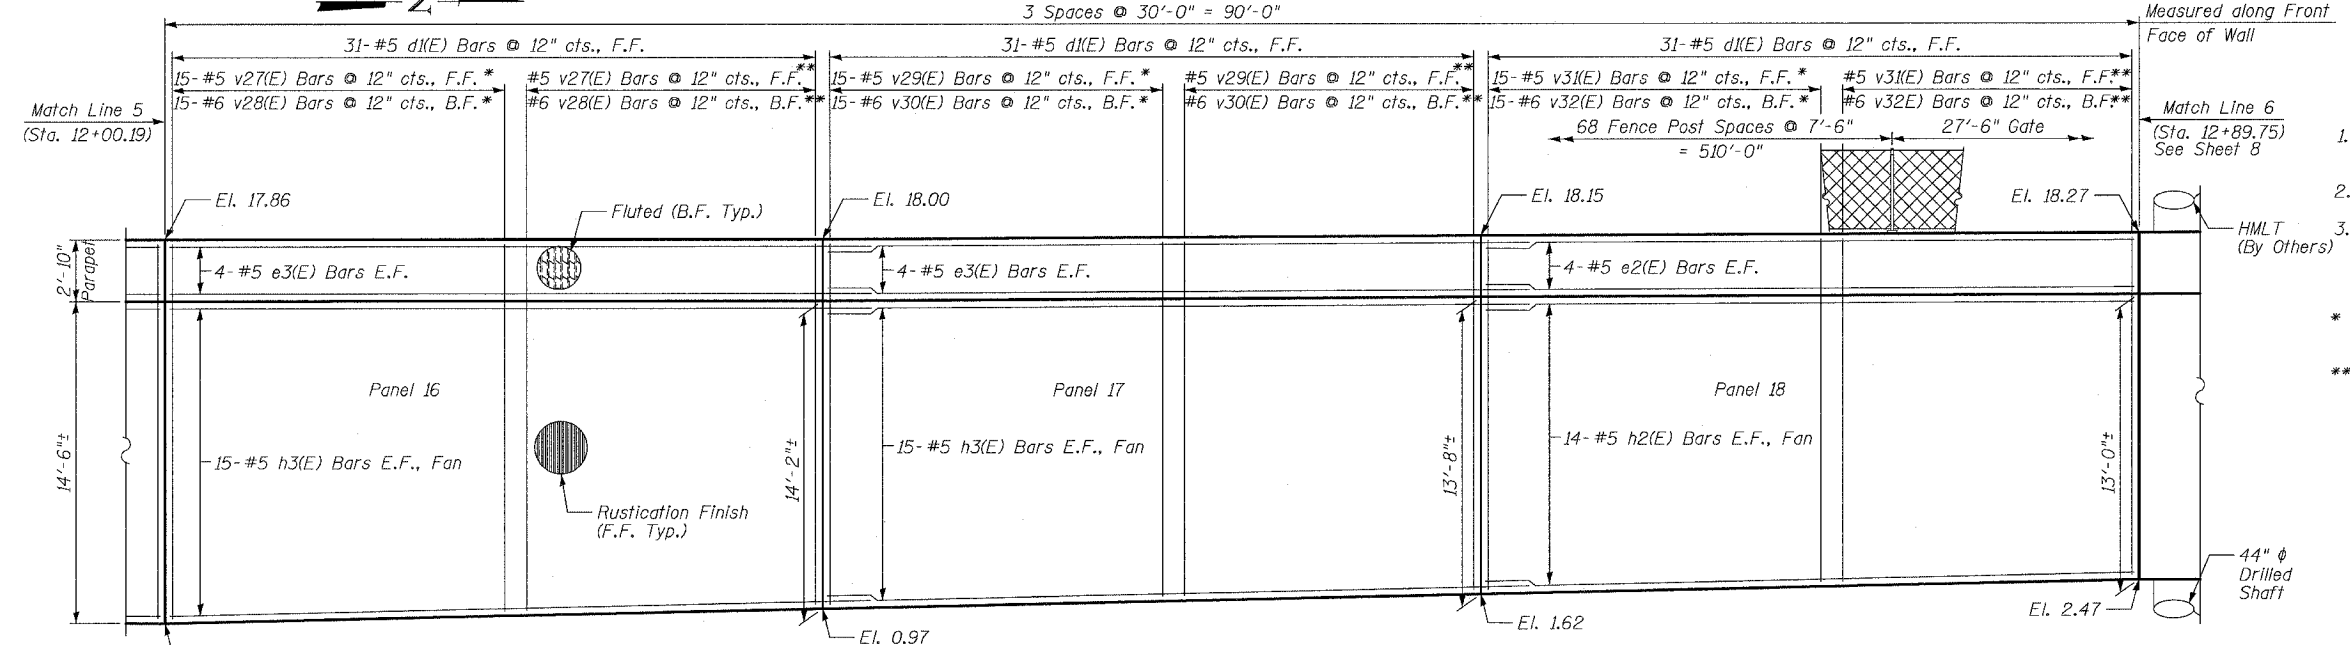 3 Spaces @ 30'-0" = 90'-0"
Measured along Front
Face of Wall
31-#5 d1(E) Bars @ 12" cts., F.F.
31-#5 d1(E) Bars @ 12" cts., F.F.
31-#5 d1(E) Bars @ 12" cts., F.F.
15-#5 v27(E) Bars @ 12" cts., F.F. *
15-#6 v28(E) Bars @ 12" cts., B.F. *
#5 v27(E) Bars @ 12" cts., F.F. **
#6 v28(E) Bars @ 12" cts., B.F. **
15-#5 v29(E) Bars @ 12" cts., F.F. *
15-#6 v30(E) Bars @ 12" cts., B.F. *
#5 v29(E) Bars @ 12" cts., F.F. **
#6 v30(E) Bars @ 12" cts., B.F. **
15-#5 v31(E) Bars @ 12" cts., F.F. *
15-#6 v32(E) Bars @ 12" cts., B.F. *
#5 v31(E) Bars @ 12" cts., F.F. **
#6 v32E) Bars @ 12" cts., B.F. **
Match Line 5
(Sta. 12+00.19)
68 Fence Post Spaces @ 7'-6"
= 510'-0"
27'-6" Gate
Match Line 6
(Sta. 12+89.75)
See Sheet 8
1.
2.
3.
*
**
El. 17.86
Fluted (B.F. Typ.)
El. 18.00
El. 18.15
El. 18.27
HMLT
(By Others)
2'-10"
Parapet
4-#5 e3(E) Bars E.F.
4-#5 e3(E) Bars E.F.
4-#5 e2(E) Bars E.F.
Panel 16
Panel 17
Panel 18
14'-6"±
15-#5 h3(E) Bars E.F., Fan
14'-2"±
15-#5 h3(E) Bars E.F., Fan
13'-8"±
14-#5 h2(E) Bars E.F., Fan
13'-0"±
Rustication Finish
(F.F. Typ.)
44" ϕ
Drilled
Shaft
El. 0.97
El. 1.62
El. 2.47